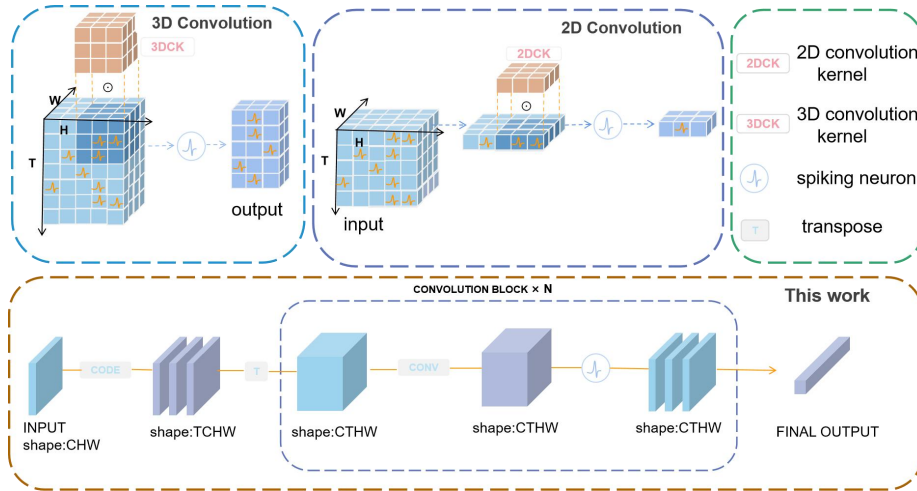 3D Convolution
3DCK
W
H
T
output
2D Convolution
2DCK
W
H
T
input
2DCK
2D convolution
kernel
3DCK
3D convolution
kernel
spiking neuron
T
transpose
This work
CONVOLUTION BLOCK × N
CODE
T
CONV
INPUT
shape:CHW
shape:TCHW
shape:CTHW
shape:CTHW
shape:CTHW
FINAL OUTPUT